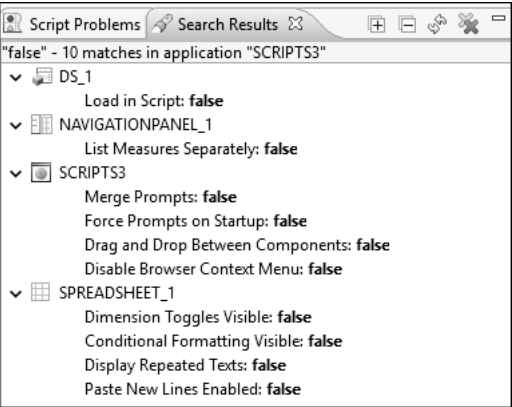 Script Problems Search Results
"false" - 10 matches in application "SCRIPTS3"
DS_1
Load in Script: false
NAVIGATIONPANEL_1
List Measures Separately: false
SCRIPTS3
Merge Prompts: false
Force Prompts on Startup: false
Drag and Drop Between Components: false
Disable Browser Context Menu: false
SPREADSHEET_1
Dimension Toggles Visible: false
Conditional Formatting Visible: false
Display Repeated Texts: false
Paste New Lines Enabled: false